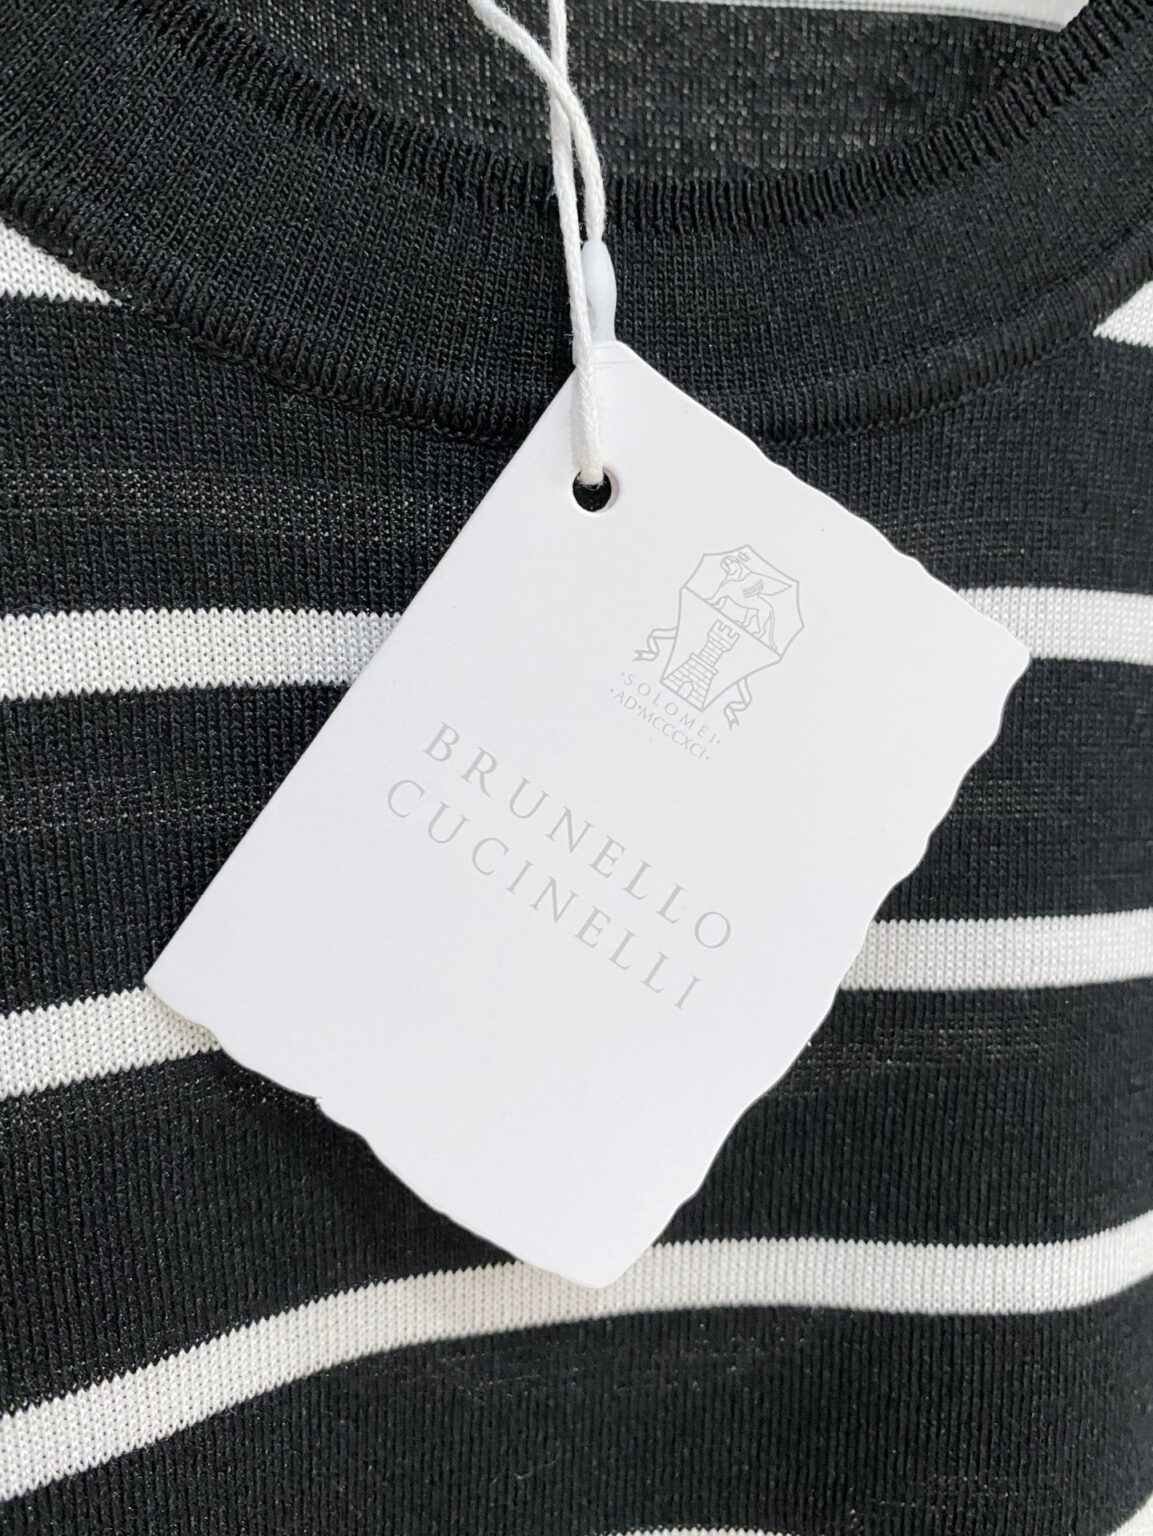 ·SOLOMEI·
·AD·MCCCXCI·
BRUNELLO
CUCINELLI